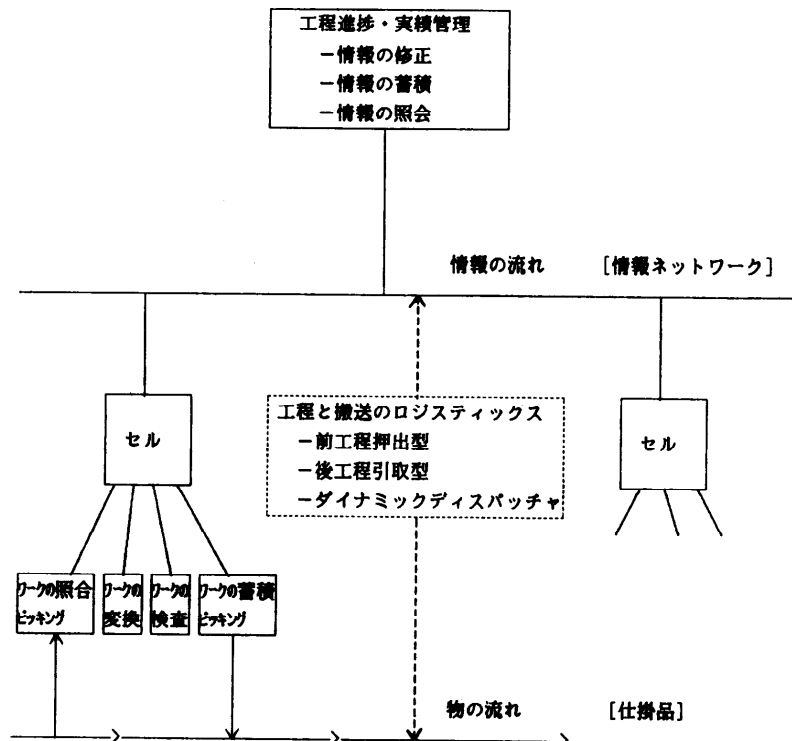 工程進捗・実績管理
－情報の修正
－情報の蓄積
－情報の照会
情報の流れ ［情報ネットワーク］
セル
工程と搬送のロジスティックス
－前工程押出型
－後工程引取型
－ダイナミックディスパッチャ
セル
ワークの照合
ピッキング
ワークの
変換
ワークの
検査
ワークの蓄積
ピッキング
物の流れ ［仕掛品］